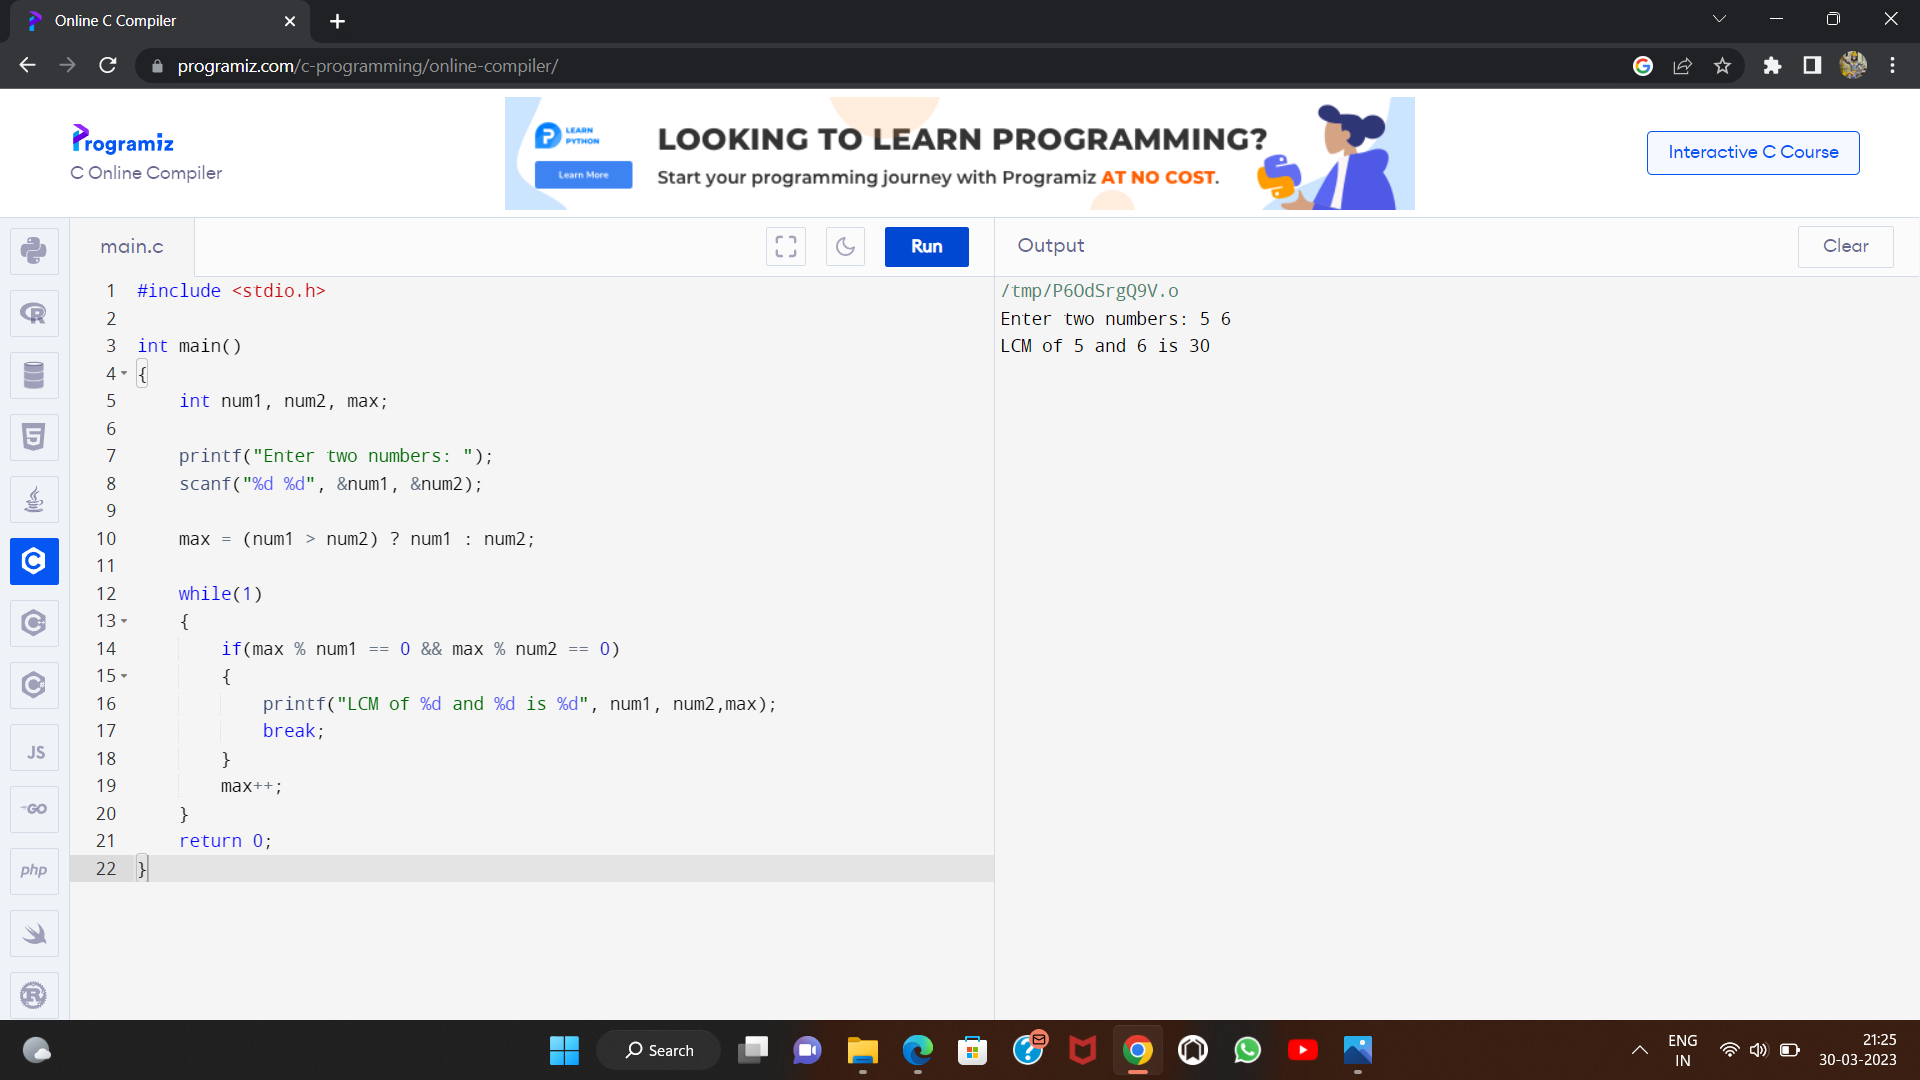 Online C Compiler
programiz.com/c-programming/online-compiler/
Programiz
C Online Compiler
LEARN
PYTHON
Learn More
LOOKING TO LEARN PROGRAMMING?
Start your programming journey with Programiz AT NO COST.
Interactive C Course
main.c
Run
Output
Clear
1 #include <stdio.h>
2
3 int main()
4 {
5 int num1, num2, max;
6
7 printf("Enter two numbers: ");
8 scanf("%d %d", &num1, &num2);
9
10 max = (num1 > num2) ? num1 : num2;
11
12 while(1)
13 {
14 if(max % num1 == 0 && max % num2 == 0)
15 {
16 printf("LCM of %d and %d is %d", num1, num2,max);
17 break;
18 }
19 max++;
20 }
21 return 0;
22 }
/tmp/P6OdSrgQ9V.o
Enter two numbers: 5 6
LCM of 5 and 6 is 30
JS
GO
php
Search
ENG
IN
21:25
30-03-2023